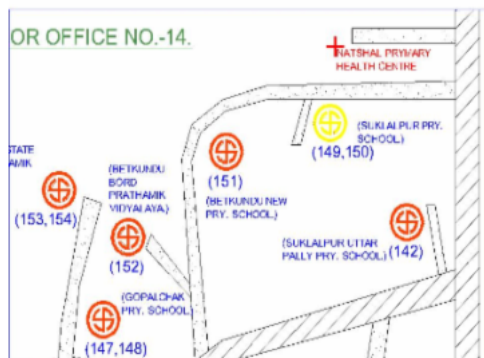 OR OFFICE NO.-14.
NATSHAL PRYMARY
HEALTH CENTRE
(SUKLALPUR PRY.
SCHOOL)
(149,150)
STATE
AMIK
(BETKUNDU
BORD
PRATHAMIK
VIDYALAYA)
(151)
(BETKUNDU NEW
PRY. SCHOOL)
(153,154)
(152)
(SUKLALPUR UTTAR
PALLY PRY. SCHOOL)
(142)
(GOPALCHAK
PRY. SCHOOL)
(147,148)